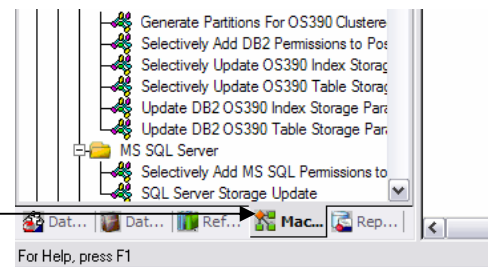 Generate Partitions For OS390 Clustere
Selectively Add DB2 Permissions to Pos
Selectively Update OS390 Index Storag
Selectively Update OS390 Table Storag
Update DB2 OS390 Index Storage Para
Update DB2 OS390 Table Storage Para
MS SQL Server
Selectively Add MS SQL Permissions to
SQL Server Storage Update
Dat... Dat... Ref... Mac... Rep...
For Help, press F1